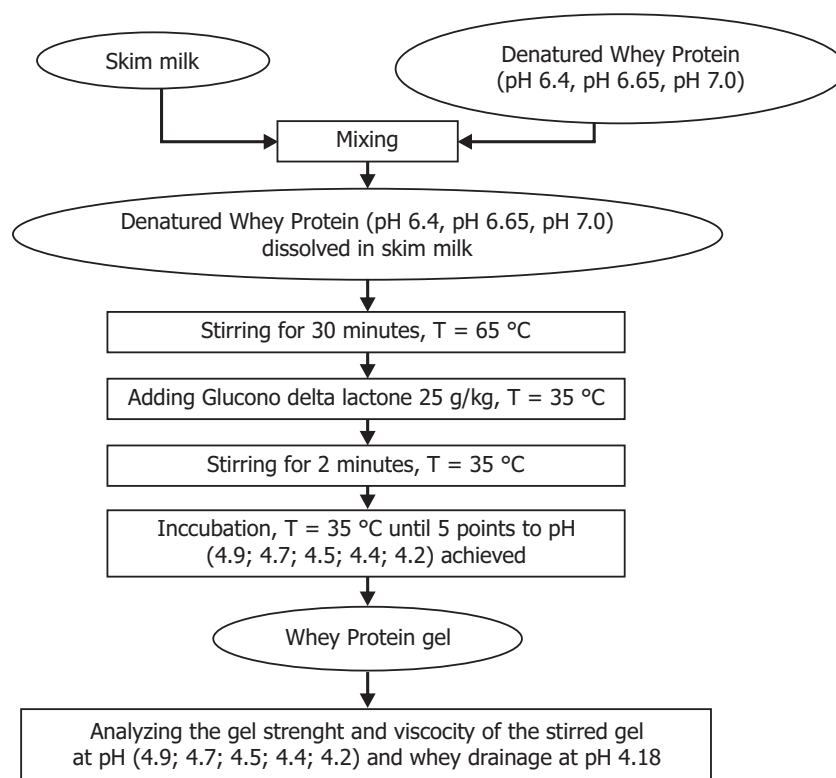 Skim milk
Denatured Whey Protein
(pH 6.4, pH 6.65, pH 7.0)
Mixing
Denatured Whey Protein (pH 6.4, pH 6.65, pH 7.0)
dissolved in skim milk
Stirring for 30 minutes, T = 65 °C
Adding Glucono delta lactone 25 g/kg, T = 35 °C
Stirring for 2 minutes, T = 35 °C
Inccubation, T = 35 °C until 5 points to pH
(4.9; 4.7; 4.5; 4.4; 4.2) achieved
Whey Protein gel
Analyzing the gel strenght and viscocity of the stirred gel
at pH (4.9; 4.7; 4.5; 4.4; 4.2) and whey drainage at pH 4.18